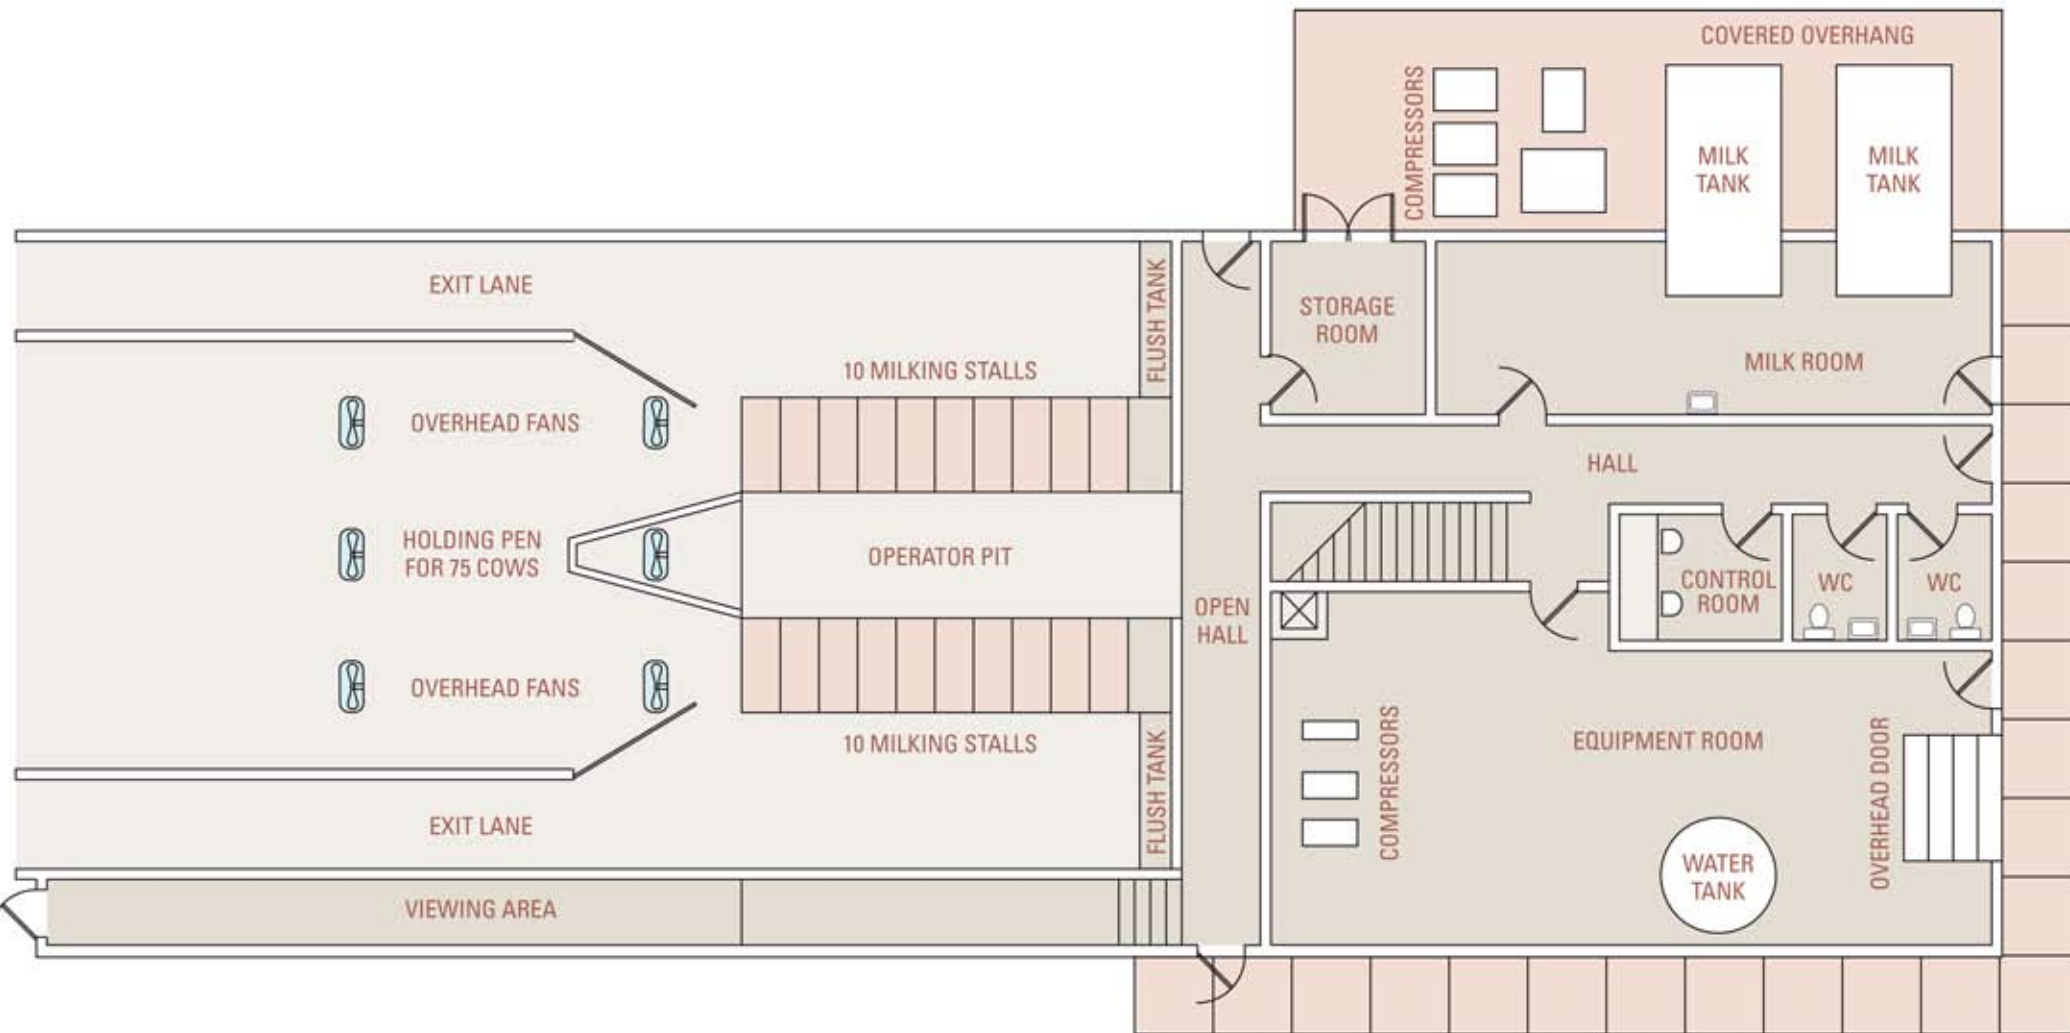 COVERED OVERHANG
COMPRESSORS
MILK
TANK
MILK
TANK
EXIT LANE
FLUSH TANK
STORAGE
ROOM
MILK ROOM
10 MILKING STALLS
OVERHEAD FANS
HALL
HOLDING PEN
FOR 75 COWS
OPERATOR PIT
OPEN
HALL
CONTROL
ROOM
WC
WC
OVERHEAD FANS
10 MILKING STALLS
FLUSH TANK
COMPRESSORS
EQUIPMENT ROOM
OVERHEAD DOOR
EXIT LANE
WATER
TANK
VIEWING AREA